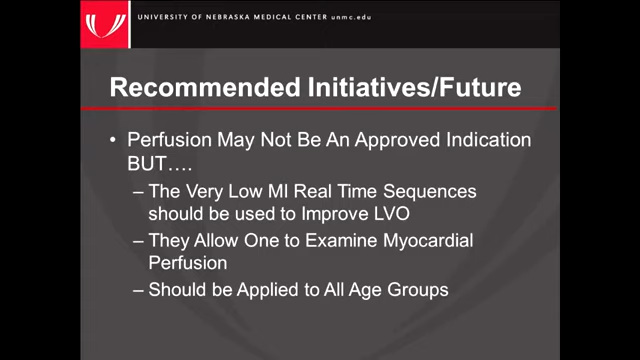 UNIVERSITY OF NEBRASKA MEDICAL CENTER unmc.edu
Recommended Initiatives/Future
• Perfusion May Not Be An Approved Indication
BUT….
– The Very Low MI Real Time Sequences
should be used to Improve LVO
– They Allow One to Examine Myocardial
Perfusion
– Should be Applied to All Age Groups